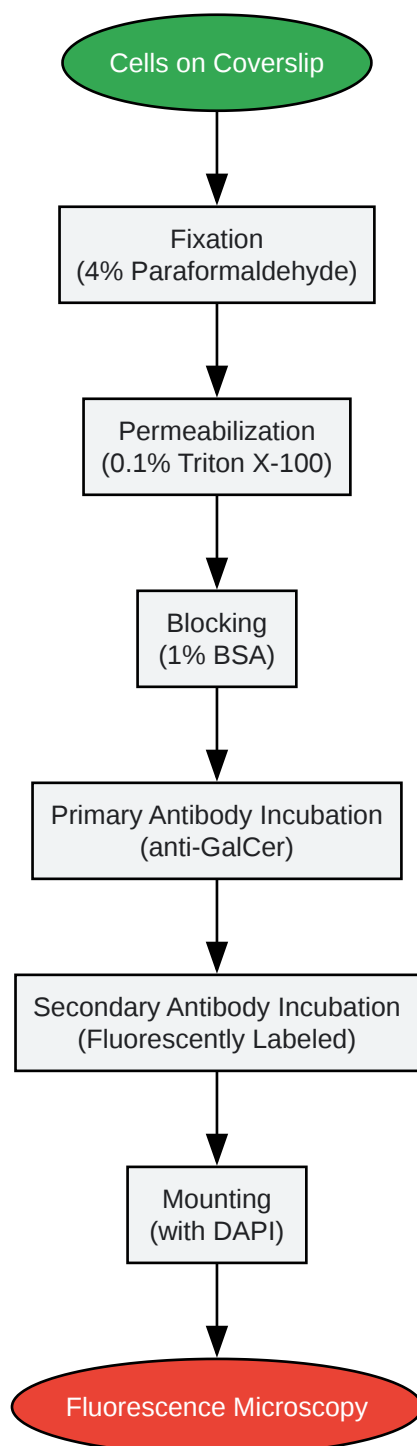 Cells on Coverslip
Fixation
(4% Paraformaldehyde)
Permeabilization
(0.1% Triton X-100)
Blocking
(1% BSA)
Primary Antibody Incubation
(anti-GalCer)
Secondary Antibody Incubation
(Fluorescently Labeled)
Mounting
(with DAPI)
Fluorescence Microscopy